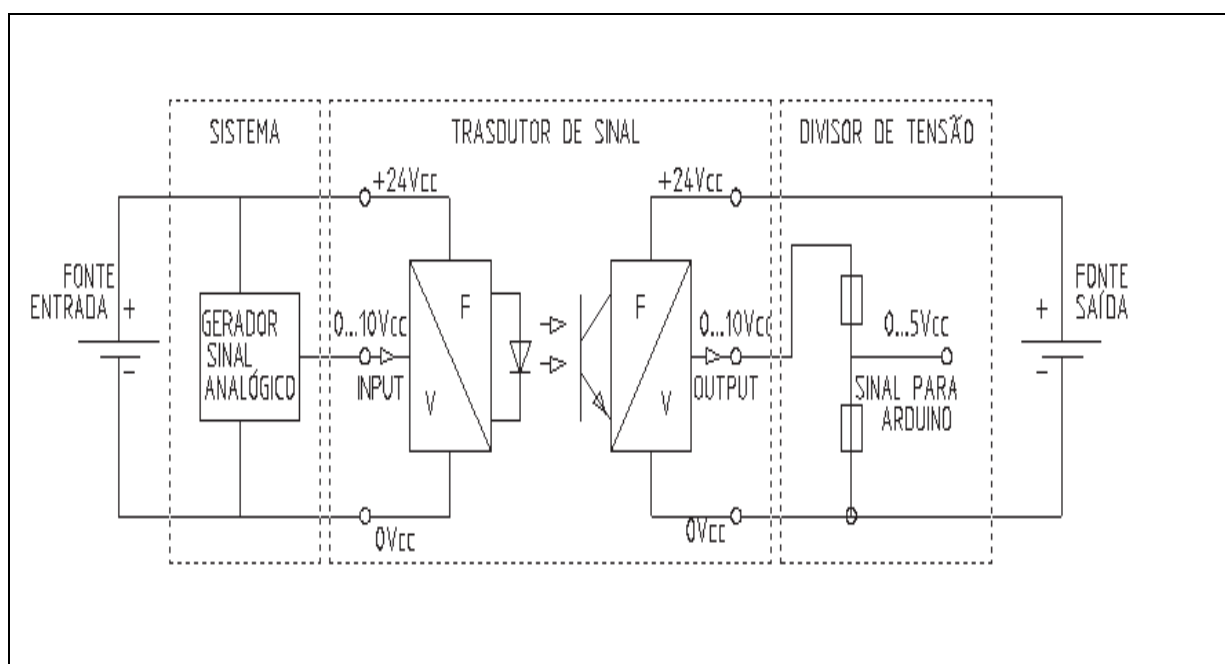 SISTEMA
TRASDUTOR DE SINAL
DIVISOR DE TENSÃO
+24Vcc
+24Vcc
FONTE
ENTRADA
+
-
GERADOR
SINAL
ANALÓGICO
0...10Vcc
INPUT
F
V
F
V
0...10Vcc
OUTPUT
0...5Vcc
SINAL PARA
ARDUINO
FONTE
SAÍDA
+
-
0Vcc
0Vcc